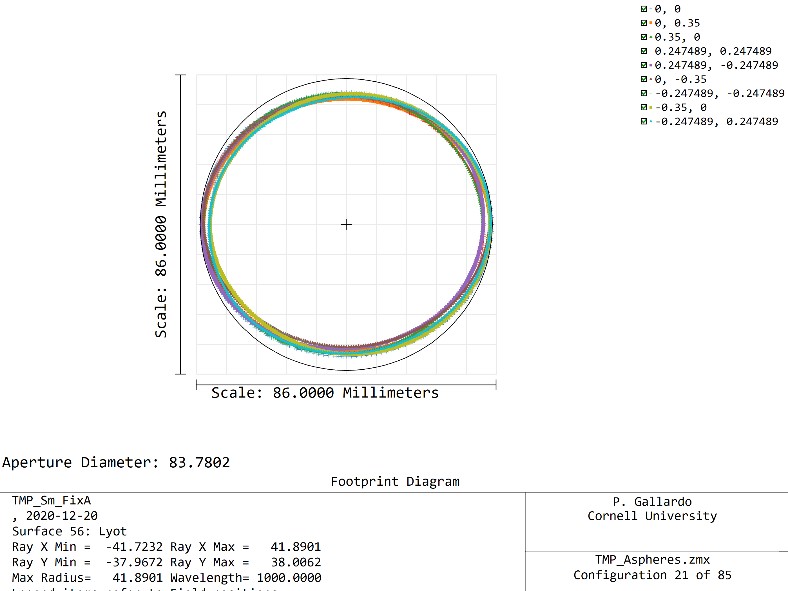 0, 0
0, 0.35
0.35, 0
0.247489, 0.247489
0.247489, -0.247489
0, -0.35
-0.247489, -0.247489
-0.35, 0
-0.247489, 0.247489
Scale: 86.0000 Millimeters
Scale: 86.0000 Millimeters
Aperture Diameter: 83.7802
Footprint Diagram
TMP_Sm_FixA
, 2020-12-20
Surface 56: Lyot
Ray X Min = -41.7232 Ray X Max = 41.8901
Ray Y Min = -37.9672 Ray Y Max = 38.0062
Max Radius= 41.8901 Wavelength= 1000.0000
P. Gallardo
Cornell University
TMP_Aspheres.zmx
Configuration 21 of 85